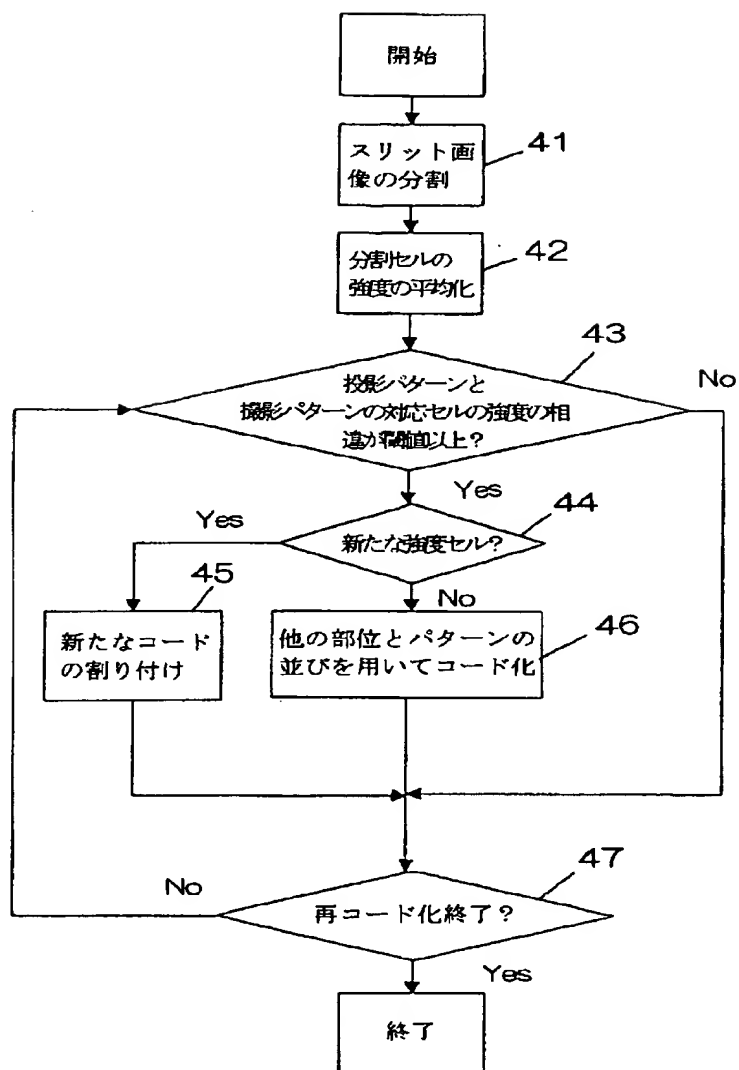 開始
スリット画
像の分割
41
分割セルの
強度の平均化
42
43
投影パターンと
撮影パターンの対応セルの強度の相
違が閾値以上?
No
Yes
44
新たな強度セル?
Yes
No
45
新たなコード
の割り付け
46
他の部位とパターンの
並びを用いてコード化
47
再コード化終了?
No
Yes
終了